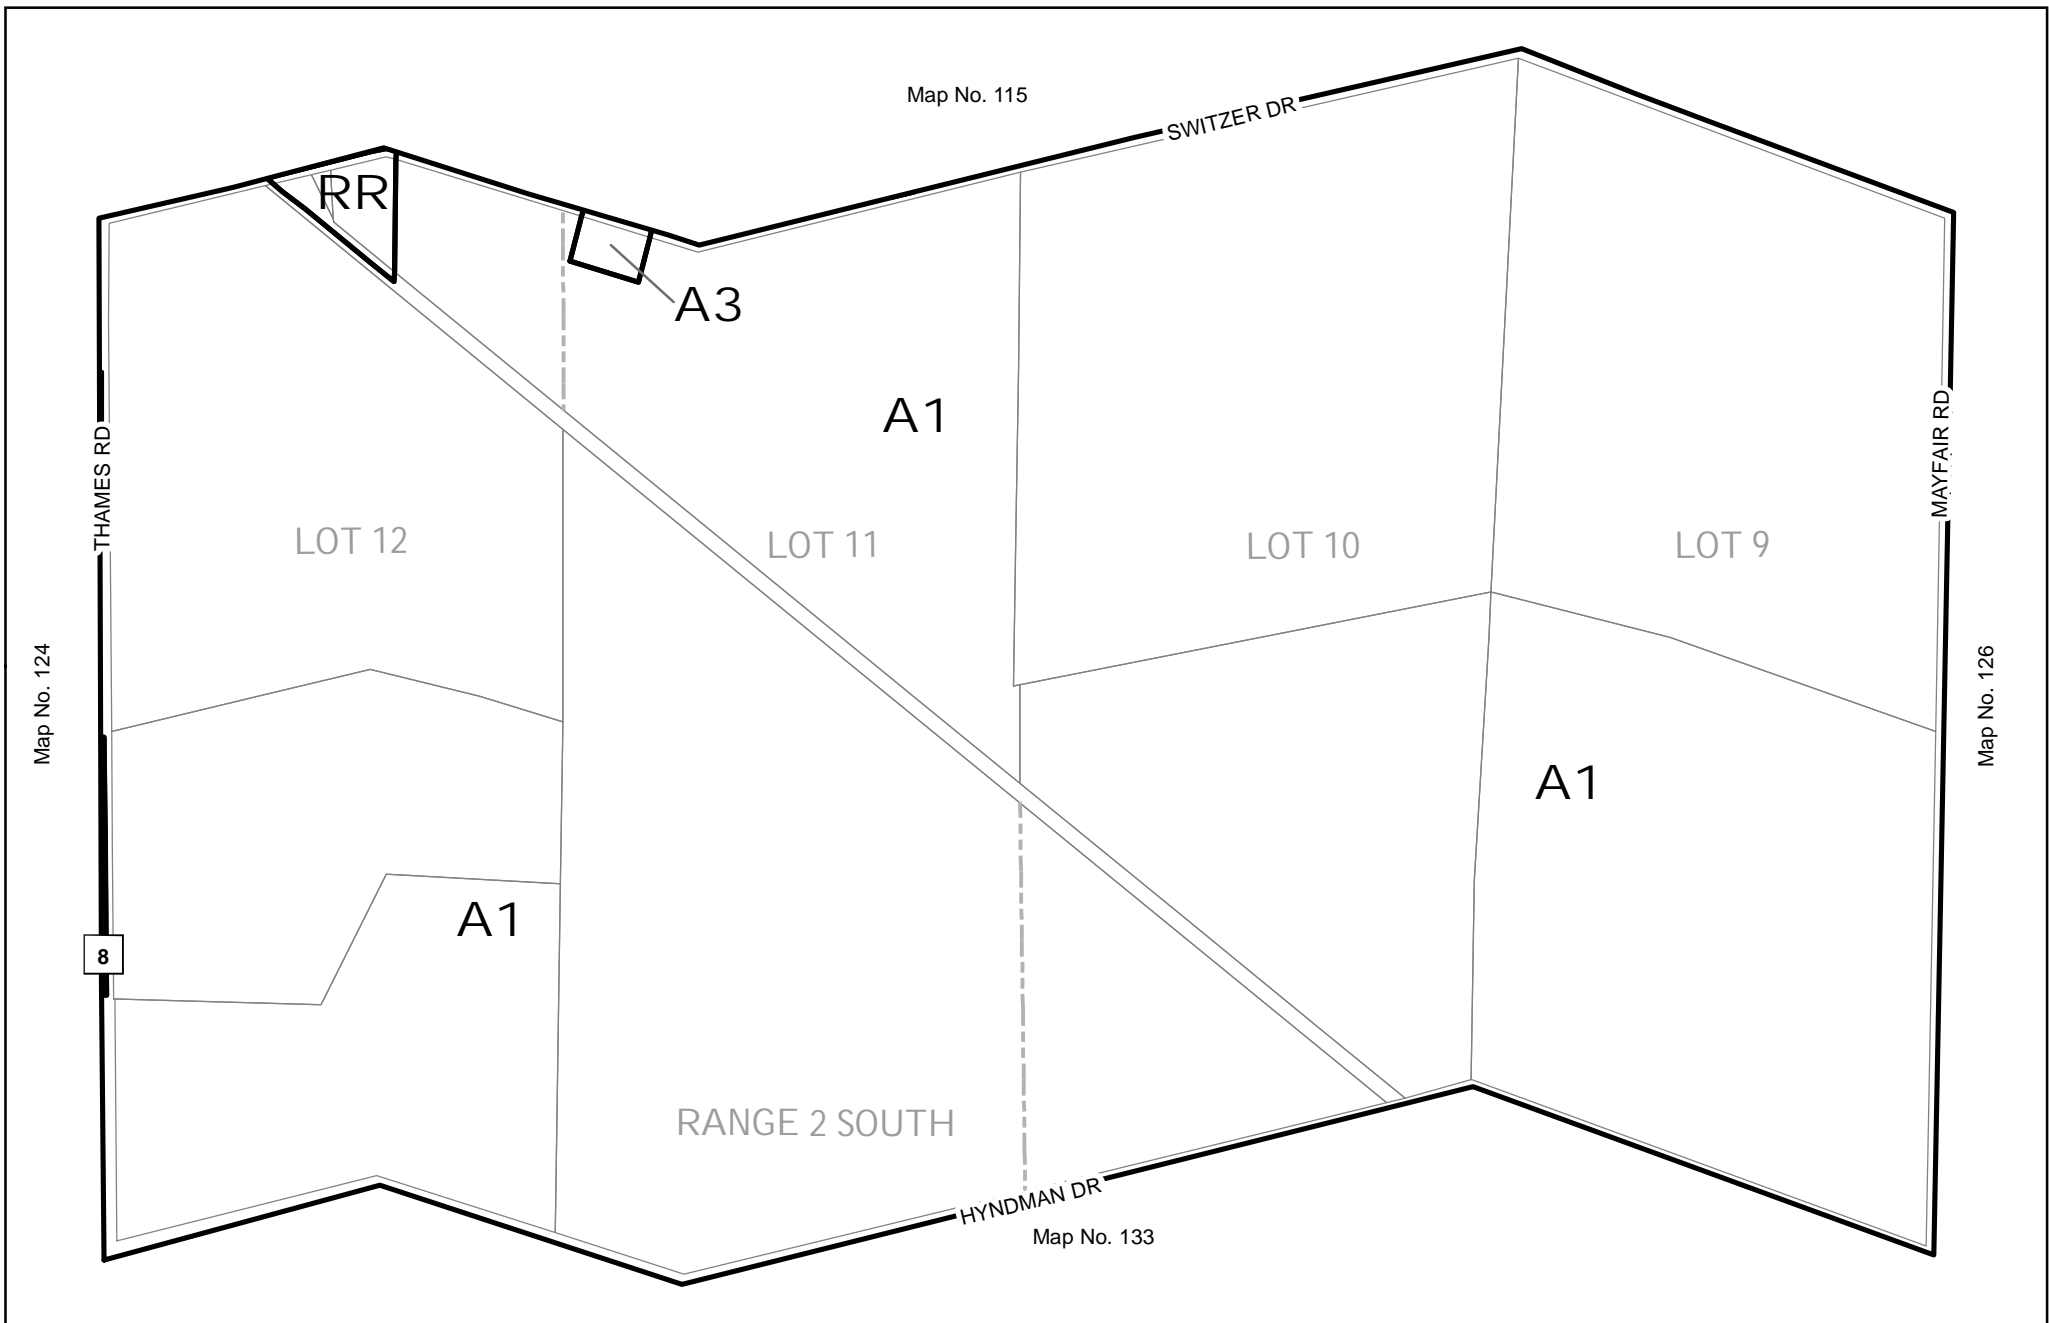 Map No. 115
SWITZER DR
RR
A3
A1
THAMES RD
MAYFAIR RD
LOT 12
LOT 11
LOT 10
LOT 9
Map No. 124
Map No. 126
A1
A1
8
RANGE 2 SOUTH
HYNDMAN DR
Map No. 133